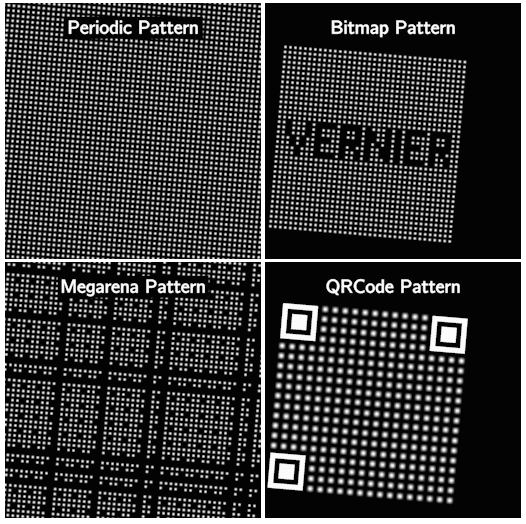 Periodic Pattern
Bitmap Pattern
VERNIER
Megarena Pattern
QRCode Pattern